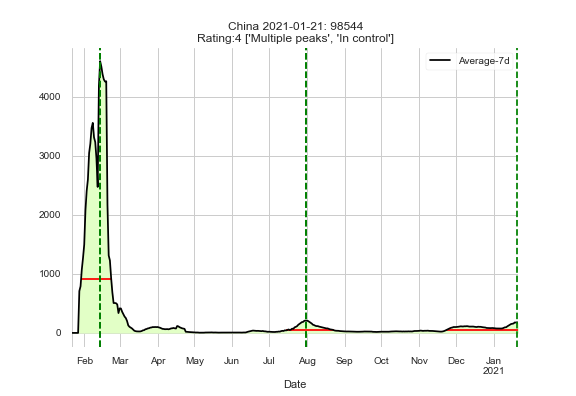 China 2021-01-21: 98544
Rating:4 ['Multiple peaks', 'In control']
Average-7d
4000
3000
2000
1000
0
Feb Mar Apr May Jun Jul Aug Sep Oct Nov Dec Jan
2021
Date